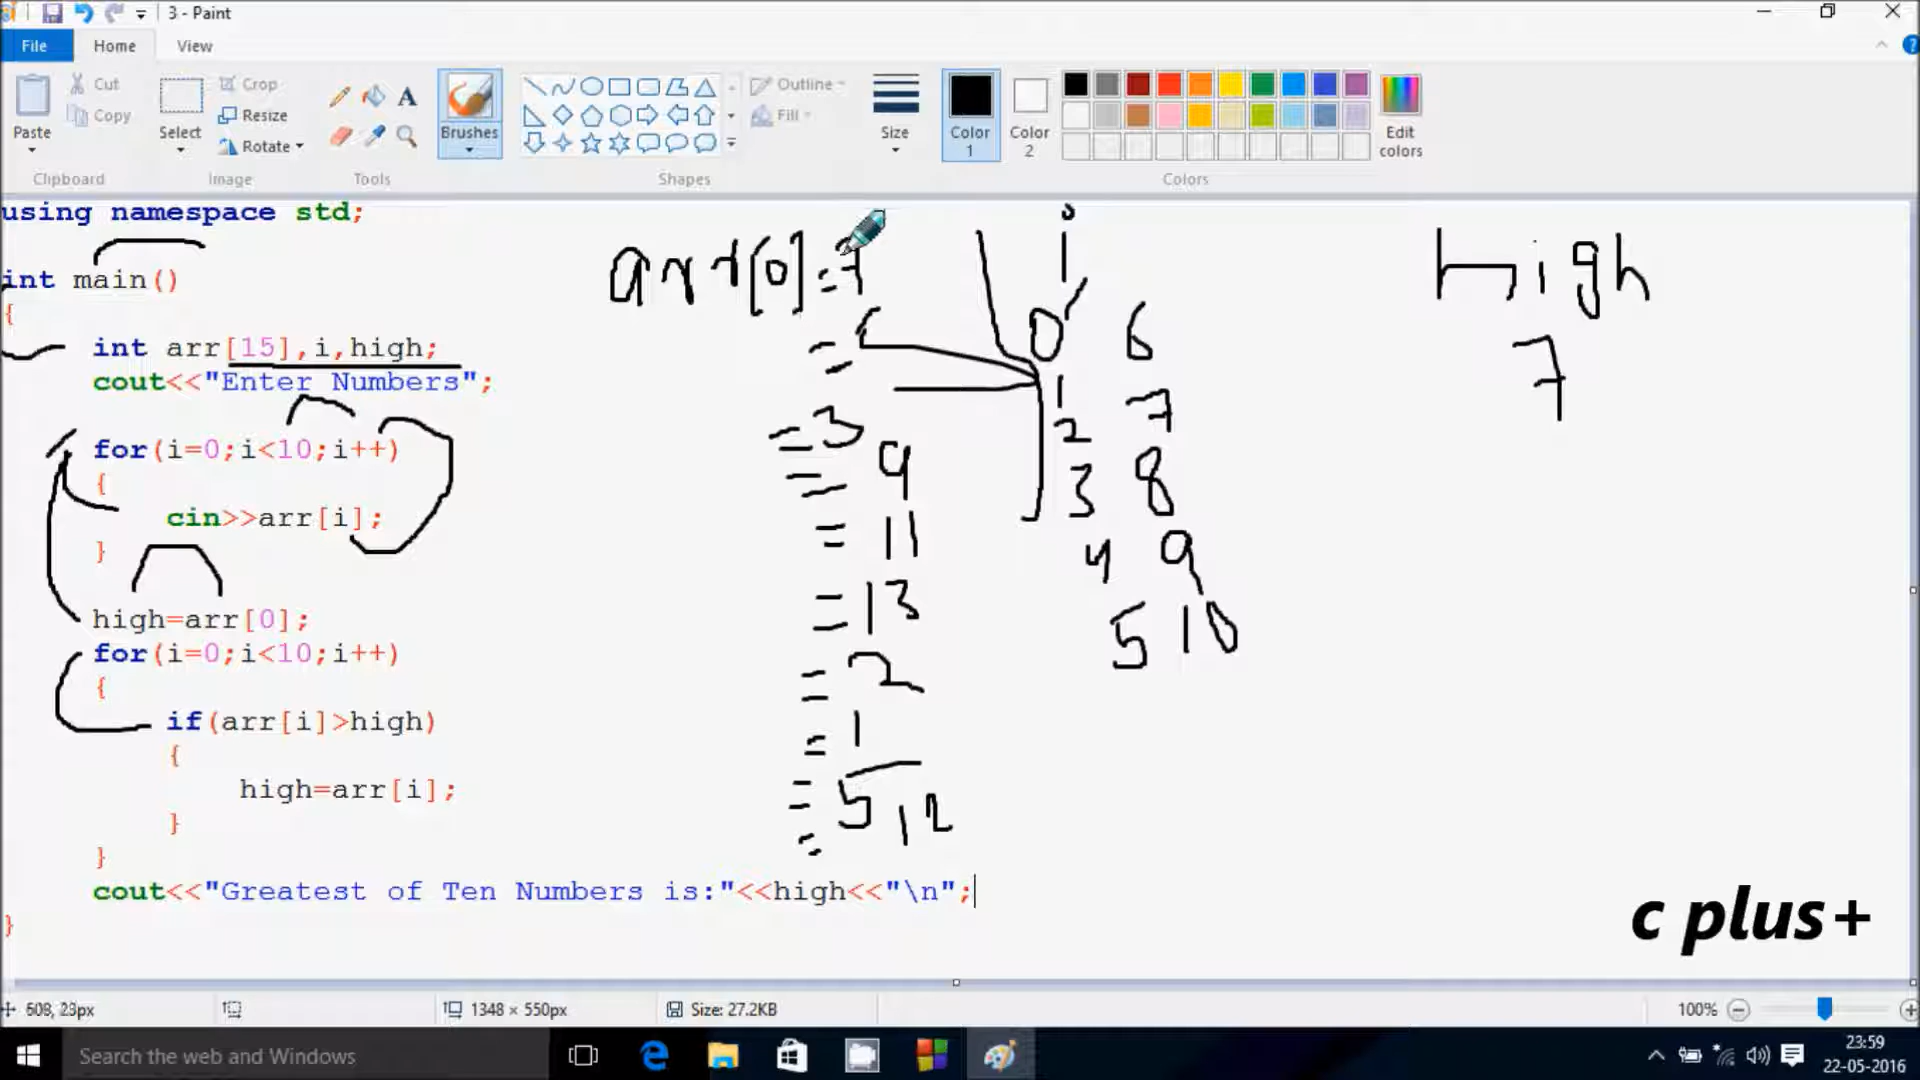 3 - Paint
File Home View
Paste Cut Copy Clipboard
Select Crop Resize Rotate Image
Tools
Brushes
Outline Fill Shapes
Size
Color 1
Color 2
Edit colors
Colors
using namespace std;
int main()
{
int arr[15],i,high;
cout<<"Enter Numbers";
for(i=0;i<10;i++)
{
cin>>arr[i];
}
high=arr[0];
for(i=0;i<10;i++)
{
if(arr[i]>high)
{
high=arr[i];
}
}
cout<<"Greatest of Ten Numbers is:"<<high<<"\n";
}
arr[0]=7
=
=3
= 9
= 11
= 13
= 2
= 1
= 5
= 12
i
0 6
1 7
2
3 8
4 9
5 10
high
7
c plus+
608, 23px
1348 × 550px
Size: 27.2KB
100%
Search the web and Windows
23:59
22-05-2016